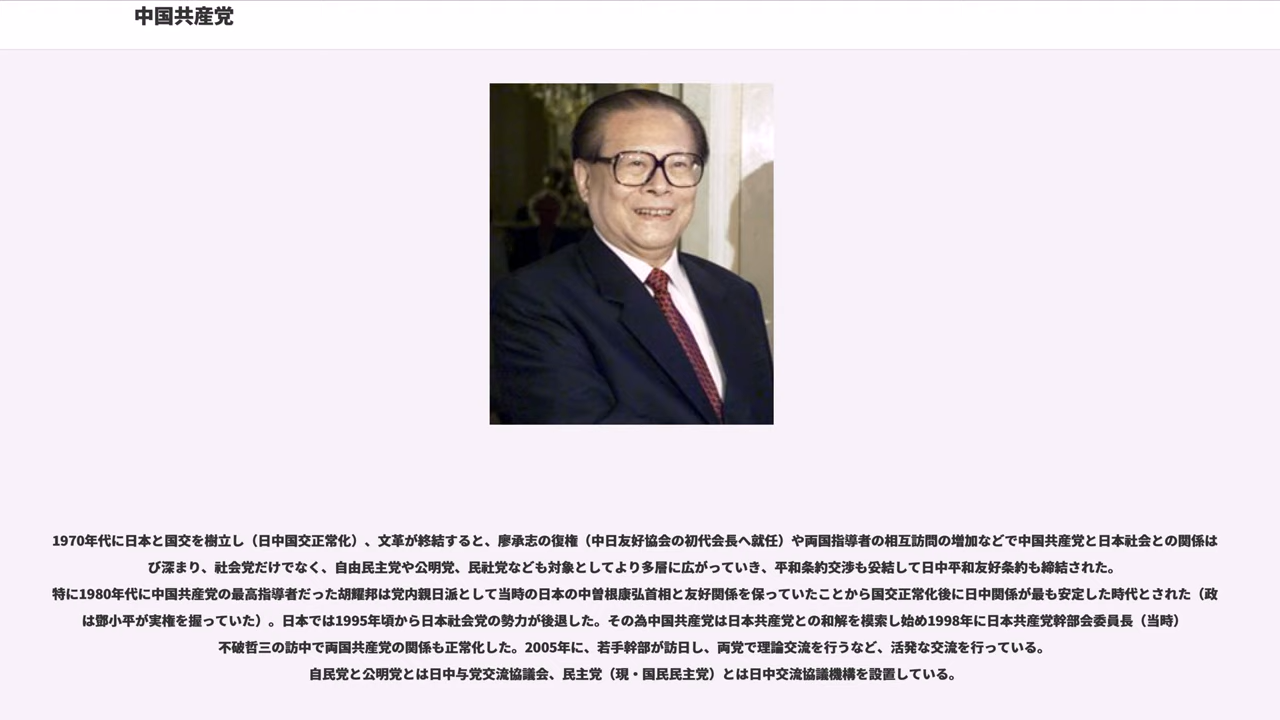 中国共産党
1970年代に日本と国交を樹立し（日中国交正常化）、文革が終結すると、廖承志の復権（中日友好協会の初代会長へ就任）や両国指導者の相互訪問の増加などで中国共産党と日本社会との関係は
び深まり、社会党だけでなく、自由民主党や公明党、民社党なども対象としてより多層に広がっていき、平和条約交渉も妥結して日中平和友好条約も締結された。
特に1980年代に中国共産党の最高指導者だった胡耀邦は党内親日派として当時の日本の中曽根康弘首相と友好関係を保っていたことから国交正常化後に日中関係が最も安定した時代とされた（政
は鄧小平が実権を握っていた）。日本では1995年頃から日本社会党の勢力が後退した。その為中国共産党は日本共産党との和解を模索し始め1998年に日本共産党幹部会委員長（当時）
不破哲三の訪中で両国共産党の関係も正常化した。2005年に、若手幹部が訪日し、両党で理論交流を行うなど、活発な交流を行っている。
自民党と公明党とは日中与党交流協議会、民主党（現・国民民主党）とは日中交流協議機構を設置している。